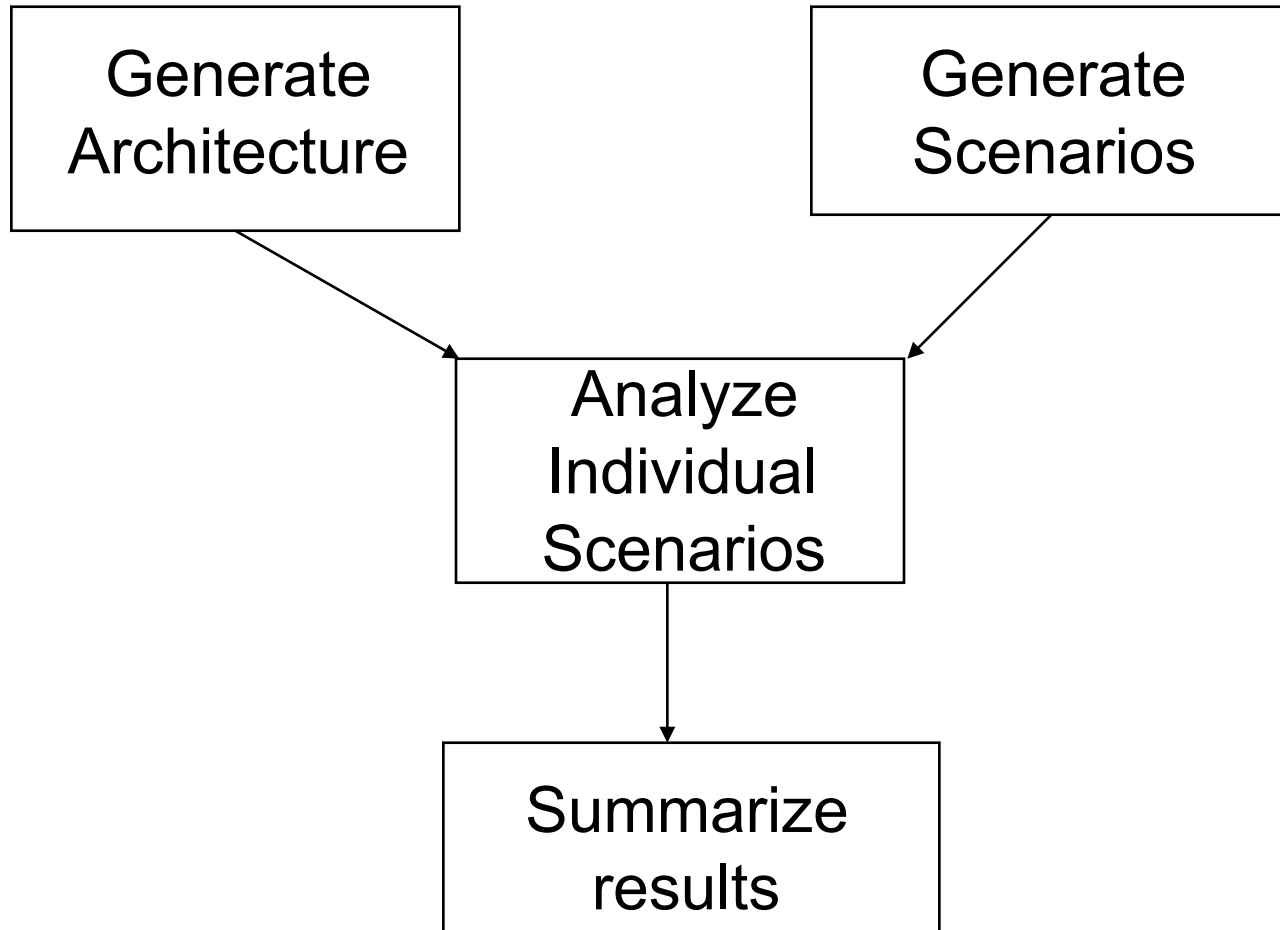 Generate
Architecture
Generate
Scenarios
Analyze
Individual
Scenarios
Summarize
results